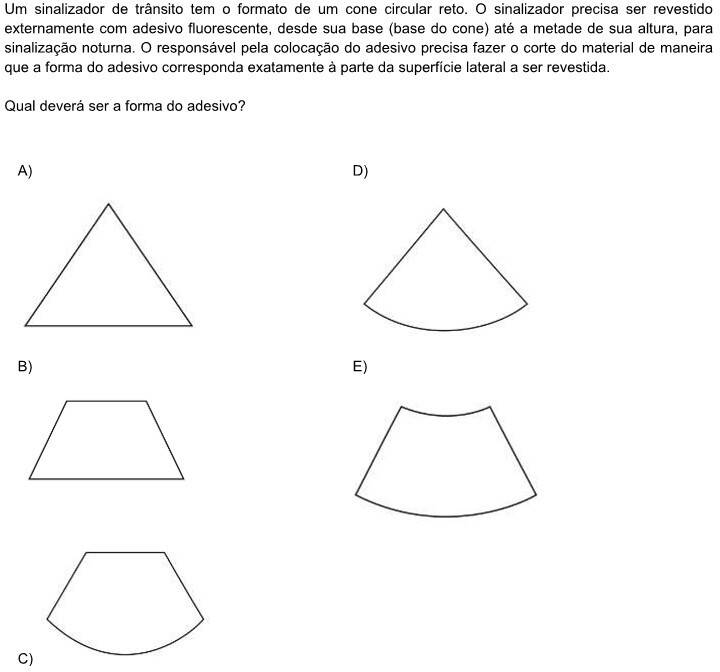 Um sinalizador de trânsito tem o formato de um cone circular reto. O sinalizador precisa ser revestido
externamente com adesivo fluorescente, desde sua base (base do cone) até a metade de sua altura, para
sinalização noturna. O responsável pela colocação do adesivo precisa fazer o corte do material de maneira
que a forma do adesivo corresponda exatamente à parte da superfície lateral a ser revestida.
Qual deverá ser a forma do adesivo?
A)
D)
B)
E)
C)